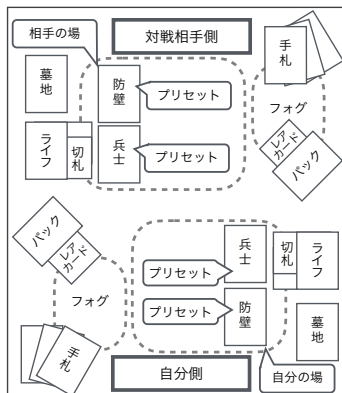 相手の場
対戦相手側
手札
墓地
防壁
プリセット
フォグ
ライフ
切札
兵士
プリセット
レアカード
パック
パック
レアカード
兵士
切札
ライフ
プリセット
フォグ
プリセット
防壁
墓地
手札
自分側
自分の場